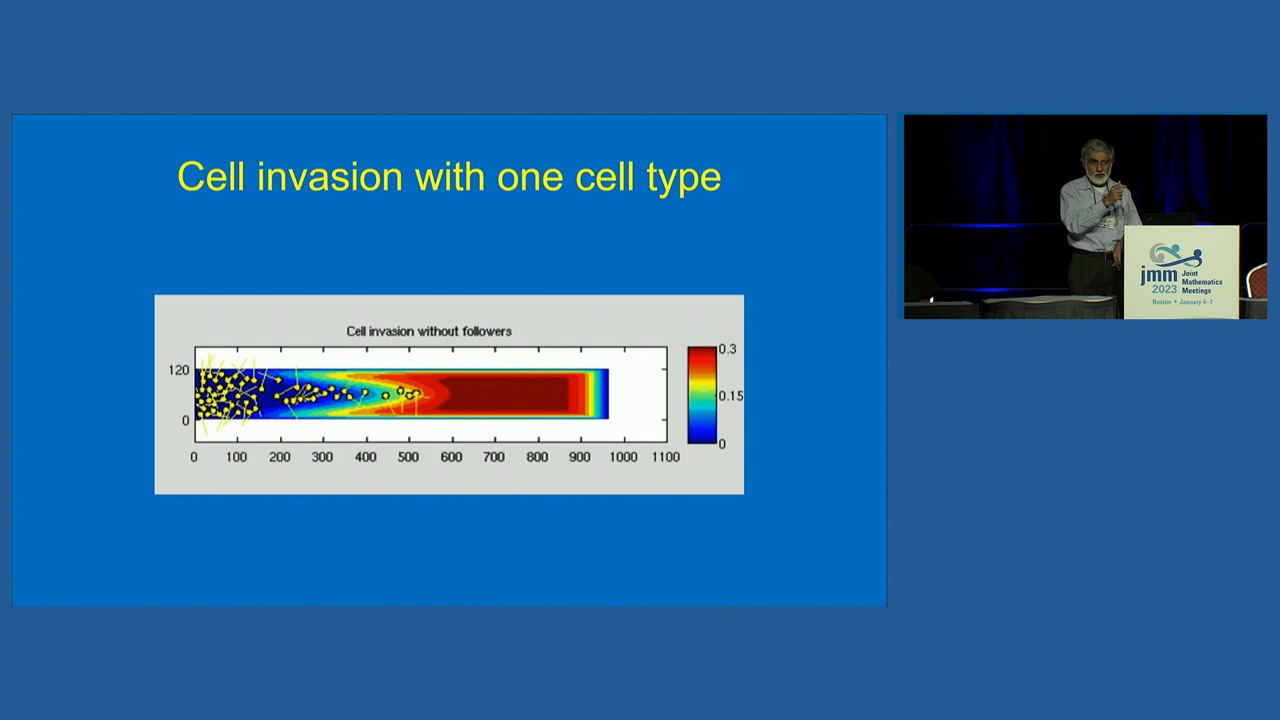 Cell invasion with one cell type
Cell invasion without followers
120
0
0 100 200 300 400 500 600 700 800 900 1000 1100
0.3
0.15
0
jmm
2023
Joint
Mathematics
Meetings
Boston • January 4–7